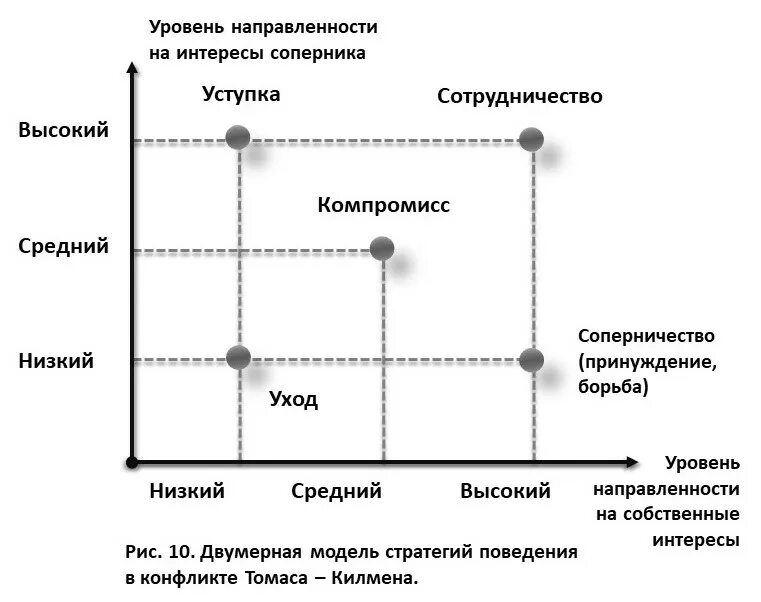 Уровень направленности
на интересы соперника
Уступка
Сотрудничество
Высокий
Компромисс
Средний
Соперничество
(принуждение,
борьба)
Низкий
Уход
Низкий
Средний
Высокий
Уровень
направленности
на собственные
интересы
Рис. 10. Двумерная модель стратегий поведения
в конфликте Томаса – Килмена.